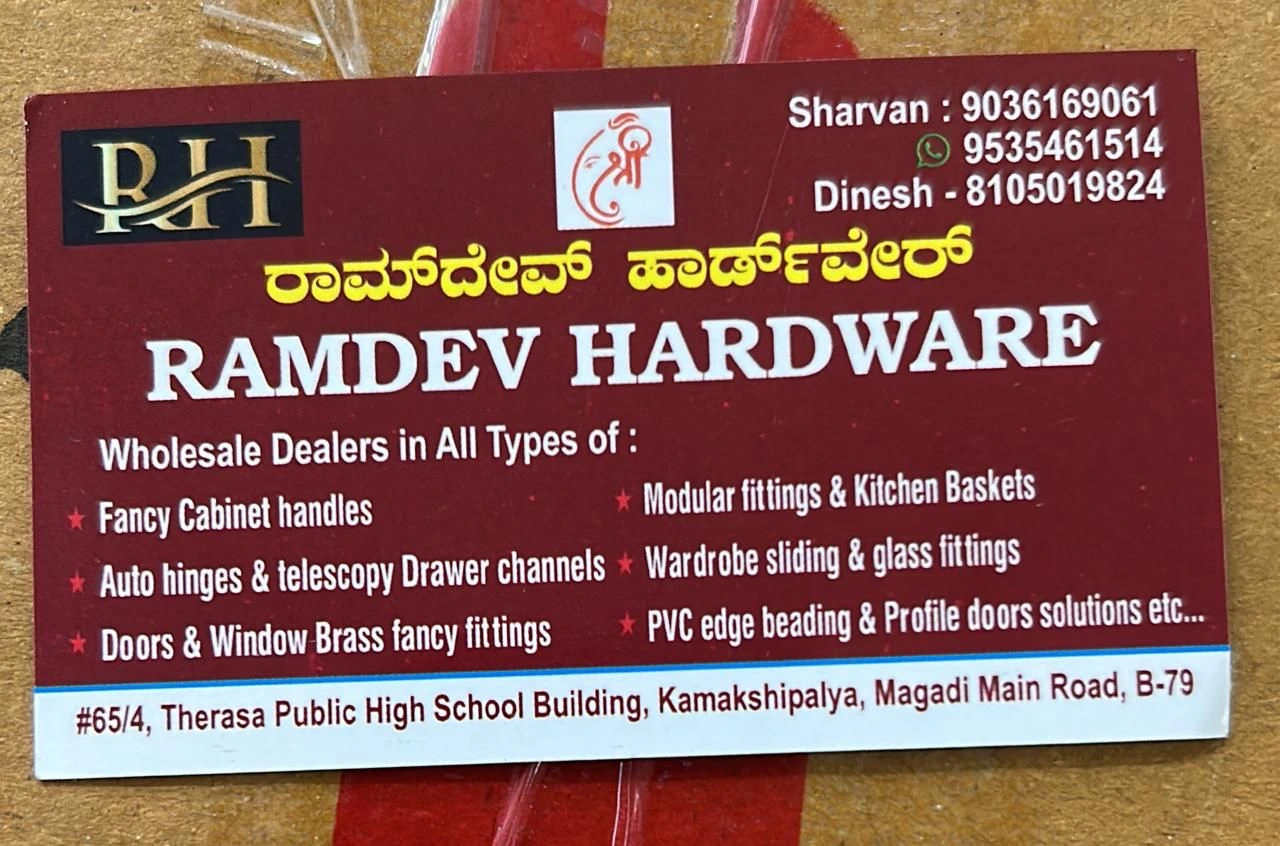 RH
श्री
Sharvan : 9036169061
9535461514
Dinesh - 8105019824
ರಾಮ್‌ದೇವ್ ಹಾರ್ಡ್‌ವೇರ್
RAMDEV HARDWARE
Wholesale Dealers in All Types of :
★ Fancy Cabinet handles
★ Auto hinges & telescopy Drawer channels
★ Doors & Window Brass fancy fittings
★ Modular fittings & Kitchen Baskets
★ Wardrobe sliding & glass fittings
★ PVC edge beading & Profile doors solutions etc...
#65/4, Therasa Public High School Building, Kamakshipalya, Magadi Main Road, B-79